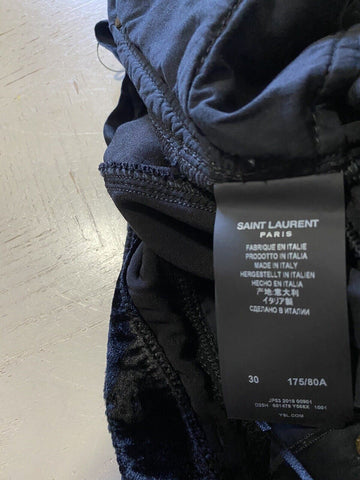 SAINT LAURENT
PARIS
FABRIQUÉ EN ITALIE
PRODOTTO IN ITALIA
MADE IN ITALY
HERGESTELLT IN ITALIEN
HECHO EN ITALIA
产地:意大利
イタリア製
СДЕЛАНО В ИТАЛИИ
30 175/80A
YSL.COM